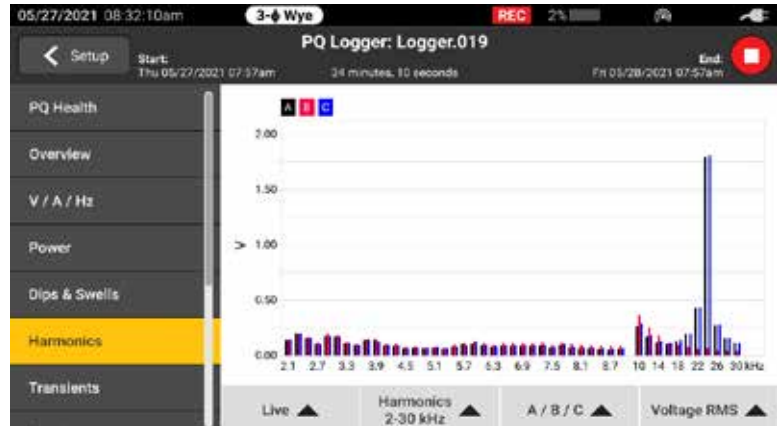 05/27/2021 08:32:10am 3-ϕ Wye REC 2%
PQ Logger: Logger.019
Setup
Start:
Thu 05/27/2021 07:57am
24 minutes, 10 seconds
End:
Fri 05/28/2021 07:57am
PQ Health
Overview
V / A / Hz
Power
Dips & Swells
Harmonics
Transients
A B C
2.00
1.50
V
1.00
0.50
0.00
2.1 2.7 3.3 3.9 4.5 5.1 5.7 6.3 6.9 7.5 8.1 8.7 10 14 18 22 26 30 kHz
Live
Harmonics
2-30 kHz
A / B / C
Voltage RMS